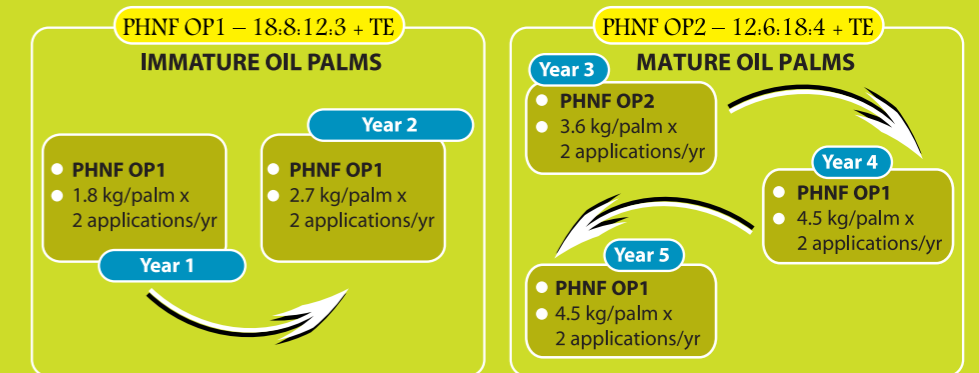 PHNF OP1 – 18:8:12:3 + TE
IMMATURE OIL PALMS
Year 1
PHNF OP1
1.8 kg/palm x
2 applications/yr
Year 2
PHNF OP1
2.7 kg/palm x
2 applications/yr
PHNF OP2 – 12:6:18:4 + TE
MATURE OIL PALMS
Year 3
PHNF OP2
3.6 kg/palm x
2 applications/yr
Year 4
PHNF OP1
4.5 kg/palm x
2 applications/yr
Year 5
PHNF OP1
4.5 kg/palm x
2 applications/yr